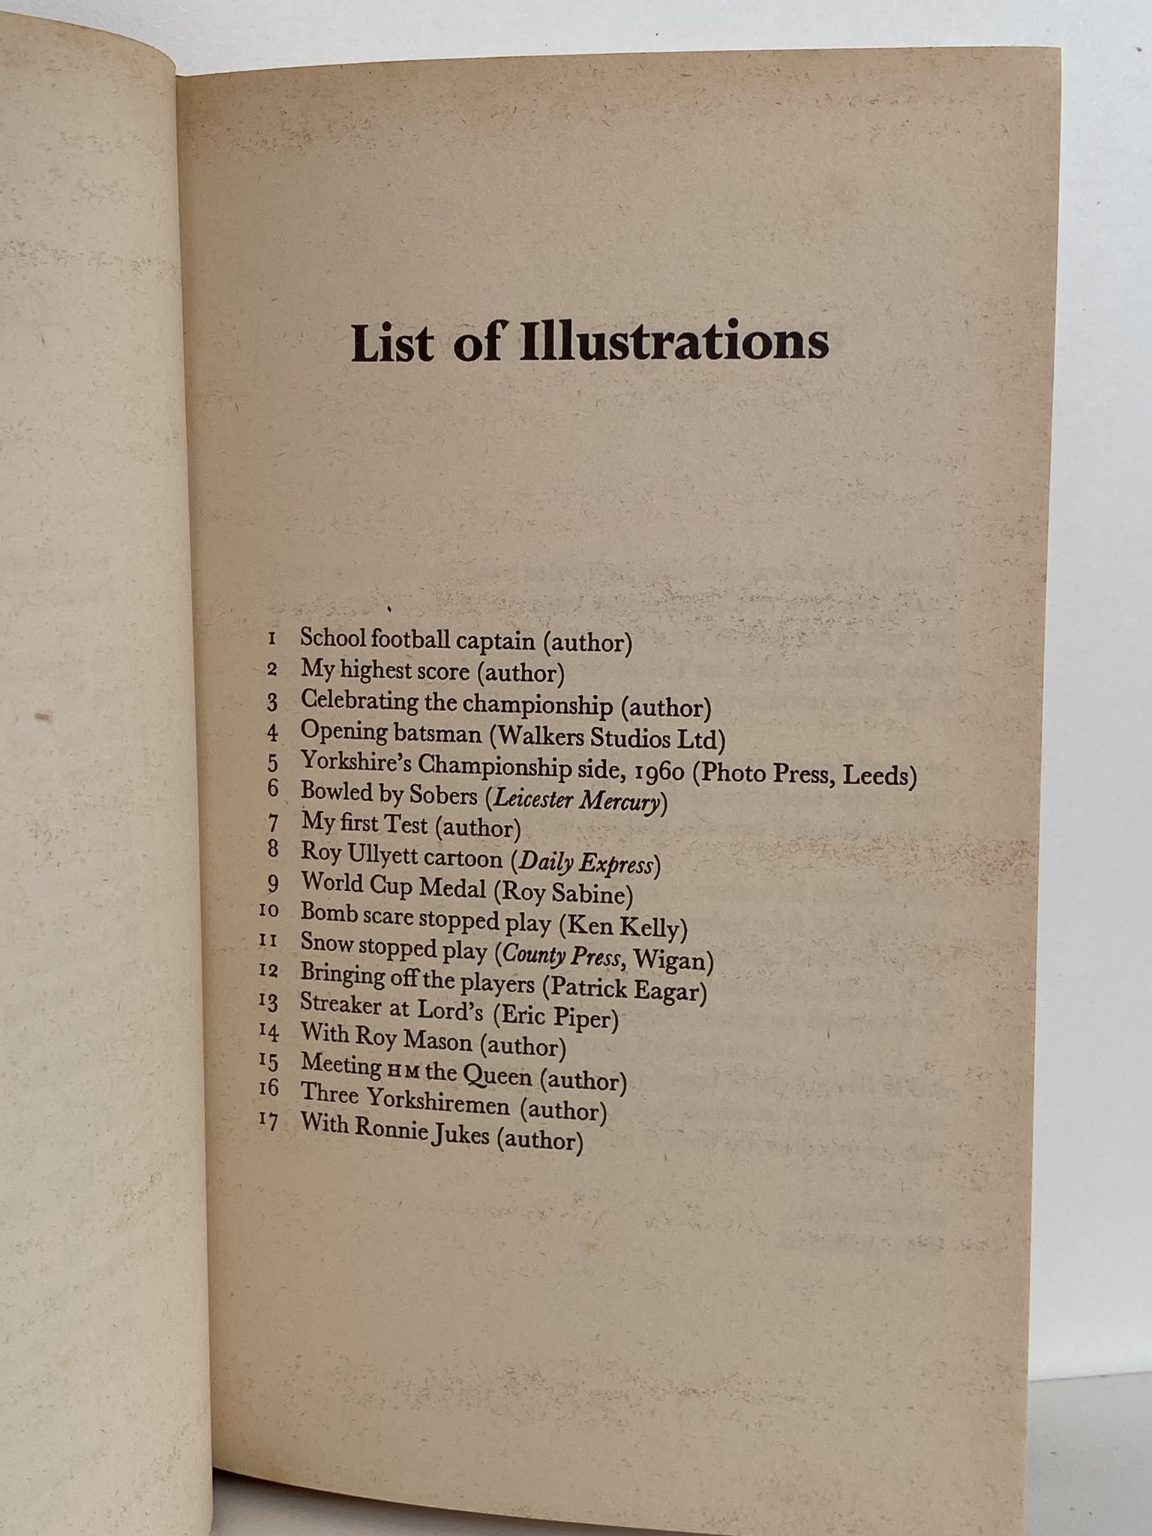 List of Illustrations
1 School football captain (author)
2 My highest score (author)
3 Celebrating the championship (author)
4 Opening batsman (Walkers Studios Ltd)
5 Yorkshire's Championship side, 1960 (Photo Press, Leeds)
6 Bowled by Sobers (Leicester Mercury)
7 My first Test (author)
8 Roy Ullyett cartoon (Daily Express)
9 World Cup Medal (Roy Sabine)
10 Bomb scare stopped play (Ken Kelly)
11 Snow stopped play (County Press, Wigan)
12 Bringing off the players (Patrick Eagar)
13 Streaker at Lord's (Eric Piper)
14 With Roy Mason (author)
15 Meeting HM the Queen (author)
16 Three Yorkshiremen (author)
17 With Ronnie Jukes (author)